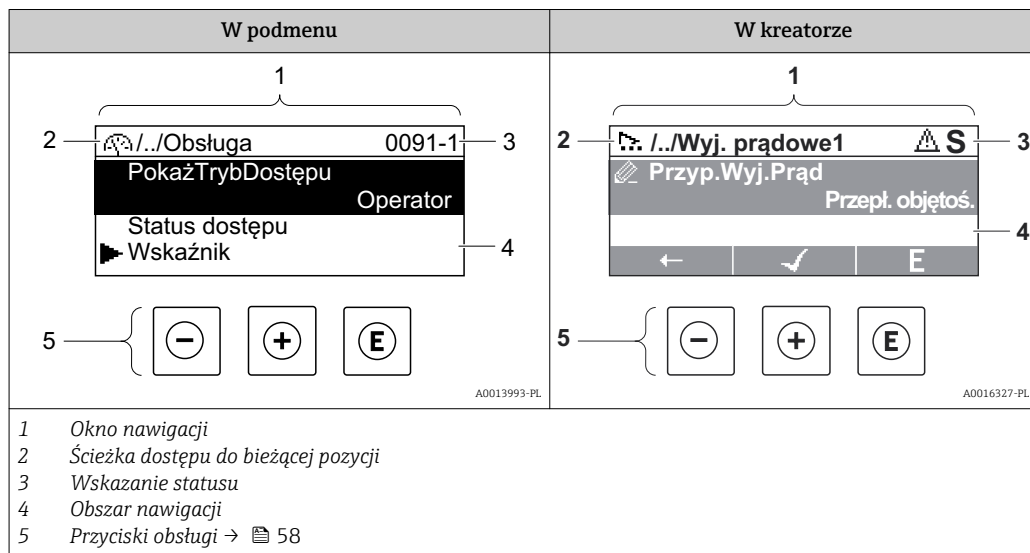 W podmenu
1
2
/../Obsługa 0091-1
3
PokażTrybDostępu
Operator
Status dostępu
Wskaźnik
4
5
E
A0013993-PL
W kreatorze
1
2
/../Wyj. prądowe1 S
3
Przyp.Wyj.Prąd
Przepł. objętoś.
4
E
5
E
A0016327-PL
1 Okno nawigacji
2 Ścieżka dostępu do bieżącej pozycji
3 Wskazanie statusu
4 Obszar nawigacji
5 Przyciski obsługi → 58